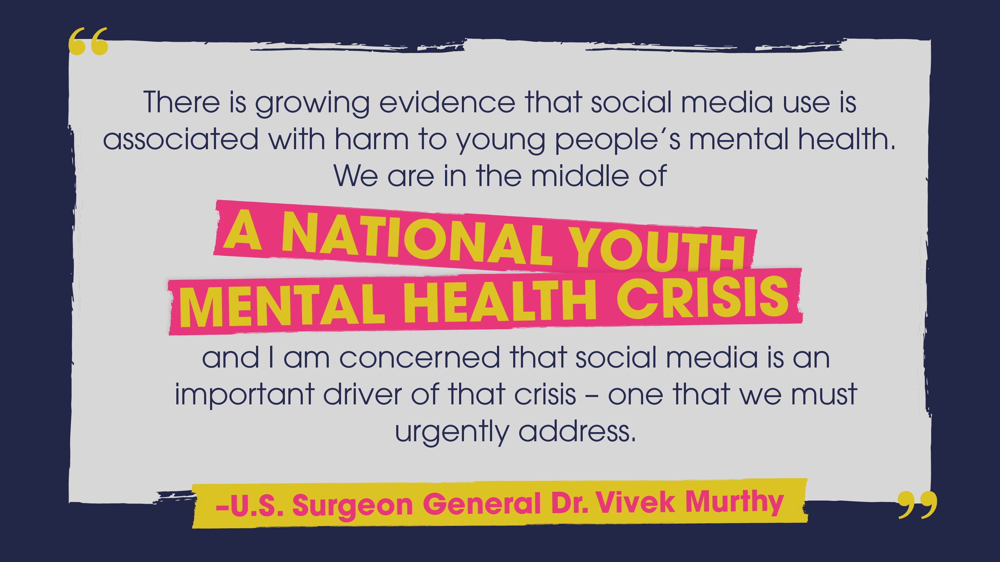 “
There is growing evidence that social media use is
associated with harm to young people‘s mental health.
We are in the middle of
A NATIONAL YOUTH
MENTAL HEALTH CRISIS
and I am concerned that social media is an
important driver of that crisis – one that we must
urgently address.
–U.S. Surgeon General Dr. Vivek Murthy
”